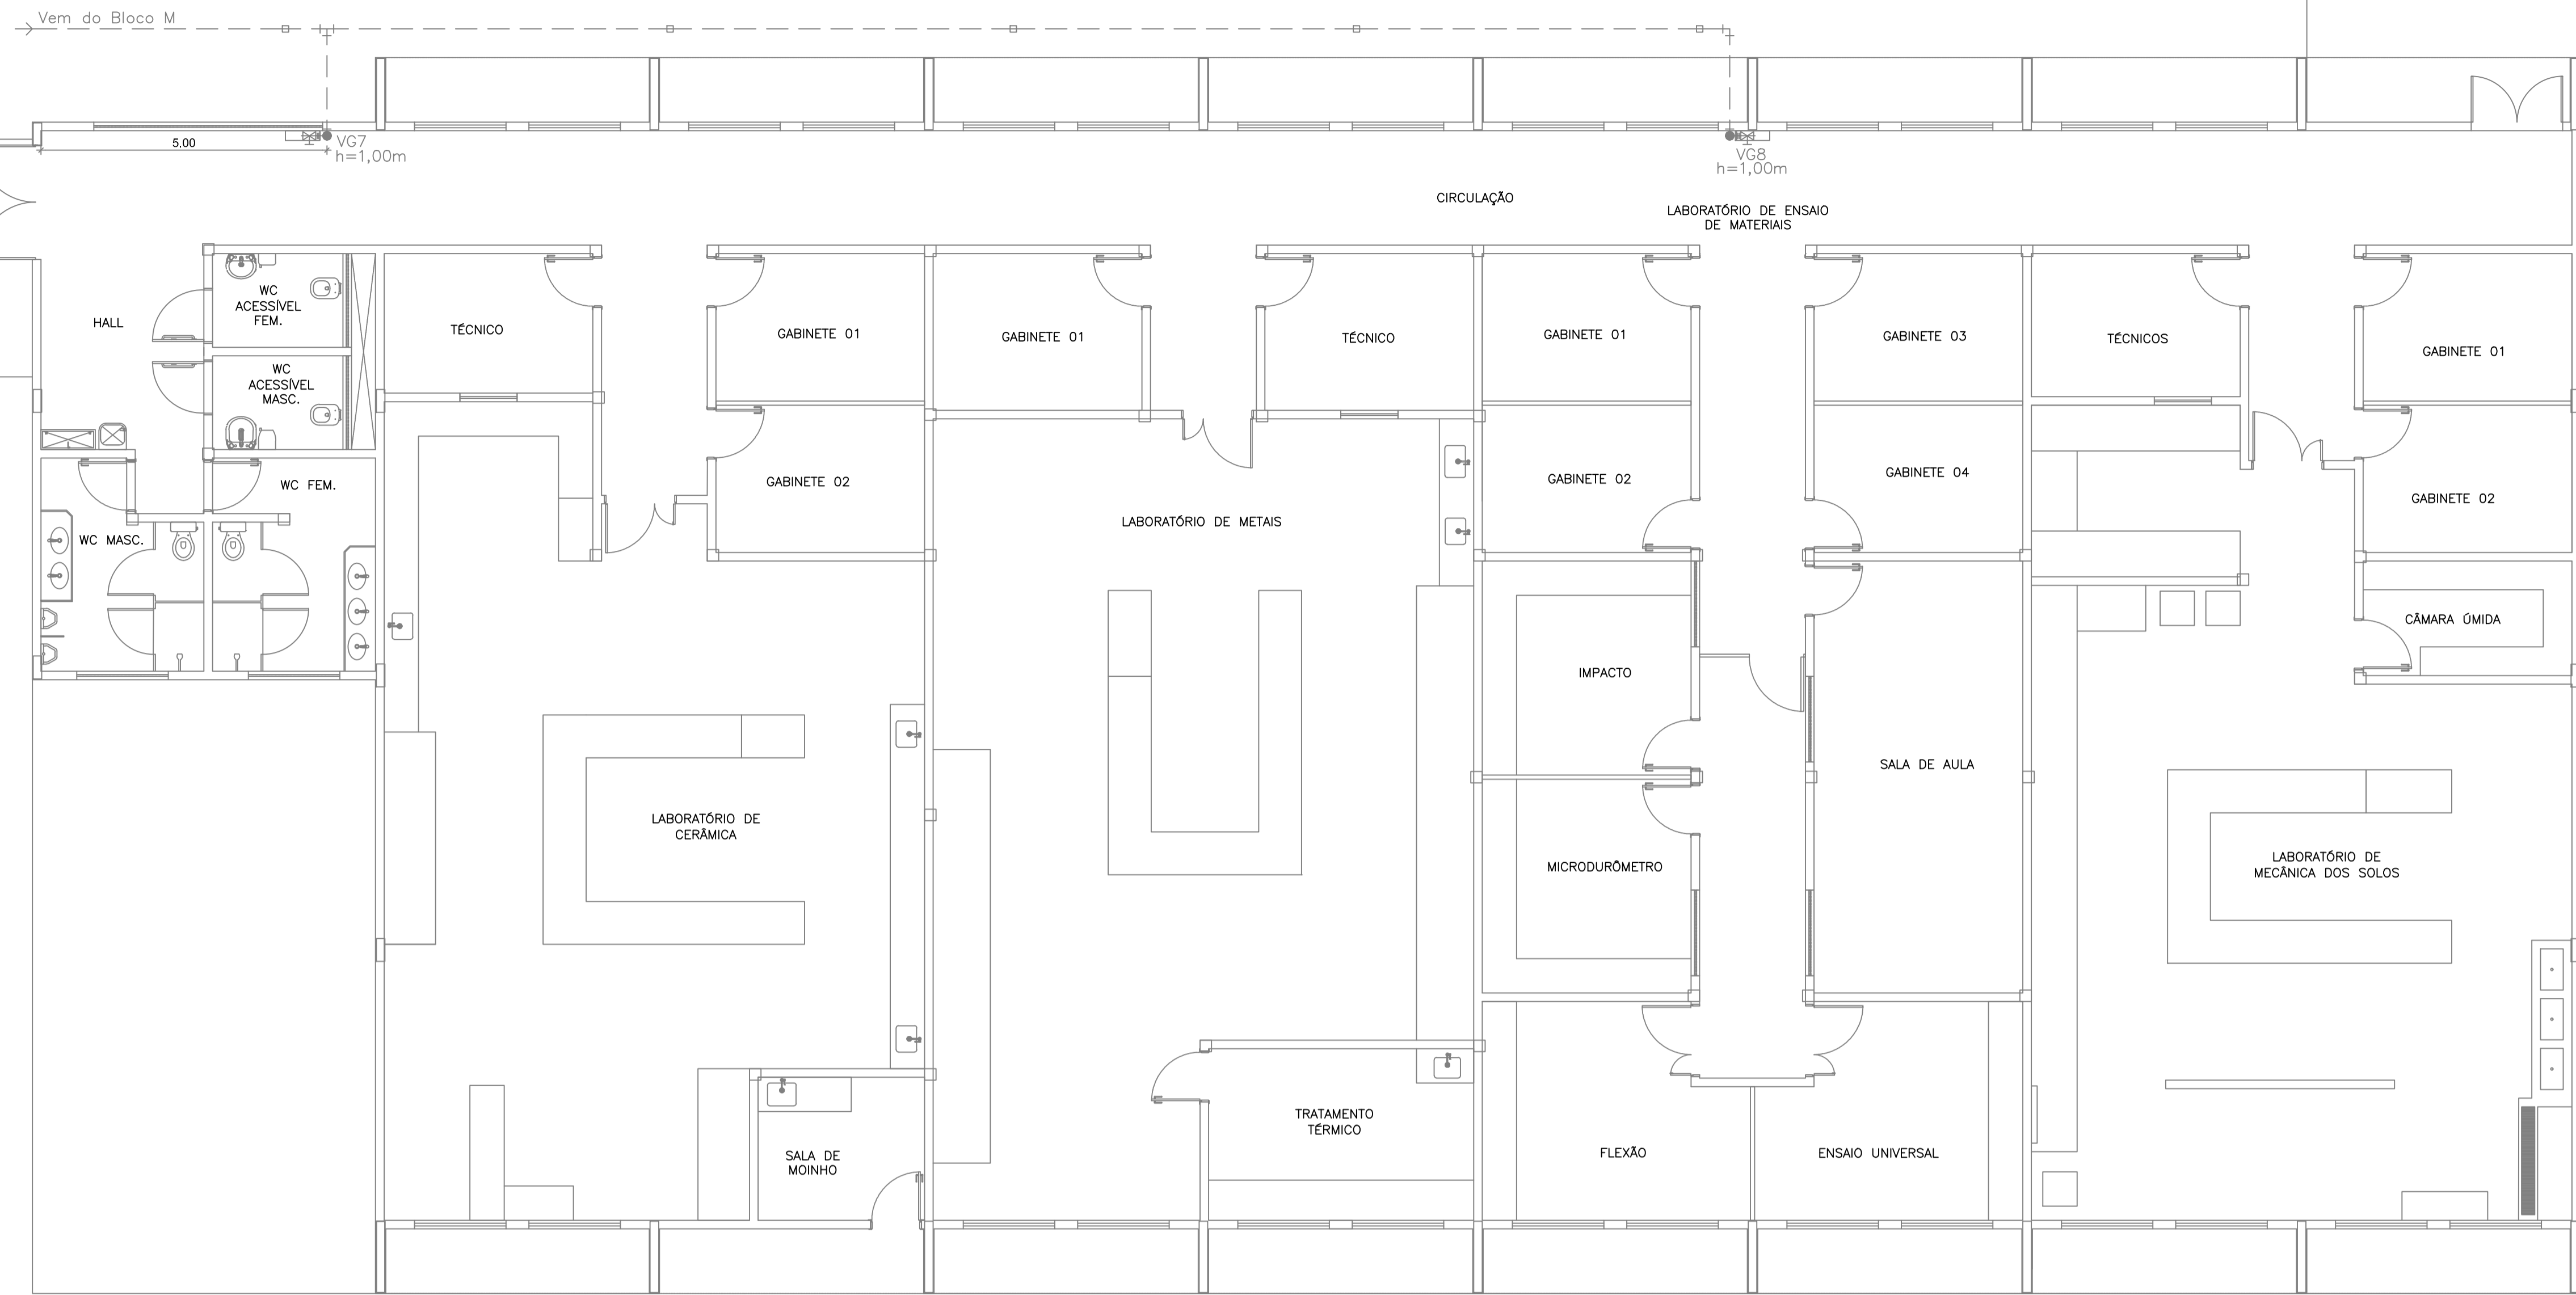 Vem do Bloco M
5,00
VG7
h=1,00m
VG8
h=1,00m
CIRCULAÇÃO
LABORATÓRIO DE ENSAIO
DE MATERIAIS
HALL
WC
ACESSÍVEL
FEM.
WC
ACESSÍVEL
MASC.
TÉCNICO
GABINETE 01
GABINETE 01
TÉCNICO
GABINETE 01
GABINETE 03
TÉCNICOS
GABINETE 01
WC FEM.
WC MASC.
GABINETE 02
LABORATÓRIO DE METAIS
GABINETE 02
GABINETE 04
GABINETE 02
CÂMARA ÚMIDA
IMPACTO
SALA DE AULA
LABORATÓRIO DE
CERÂMICA
MICRODURÔMETRO
LABORATÓRIO DE
MECÂNICA DOS SOLOS
TRATAMENTO
TÉRMICO
SALA DE
MOINHO
FLEXÃO
ENSAIO UNIVERSAL